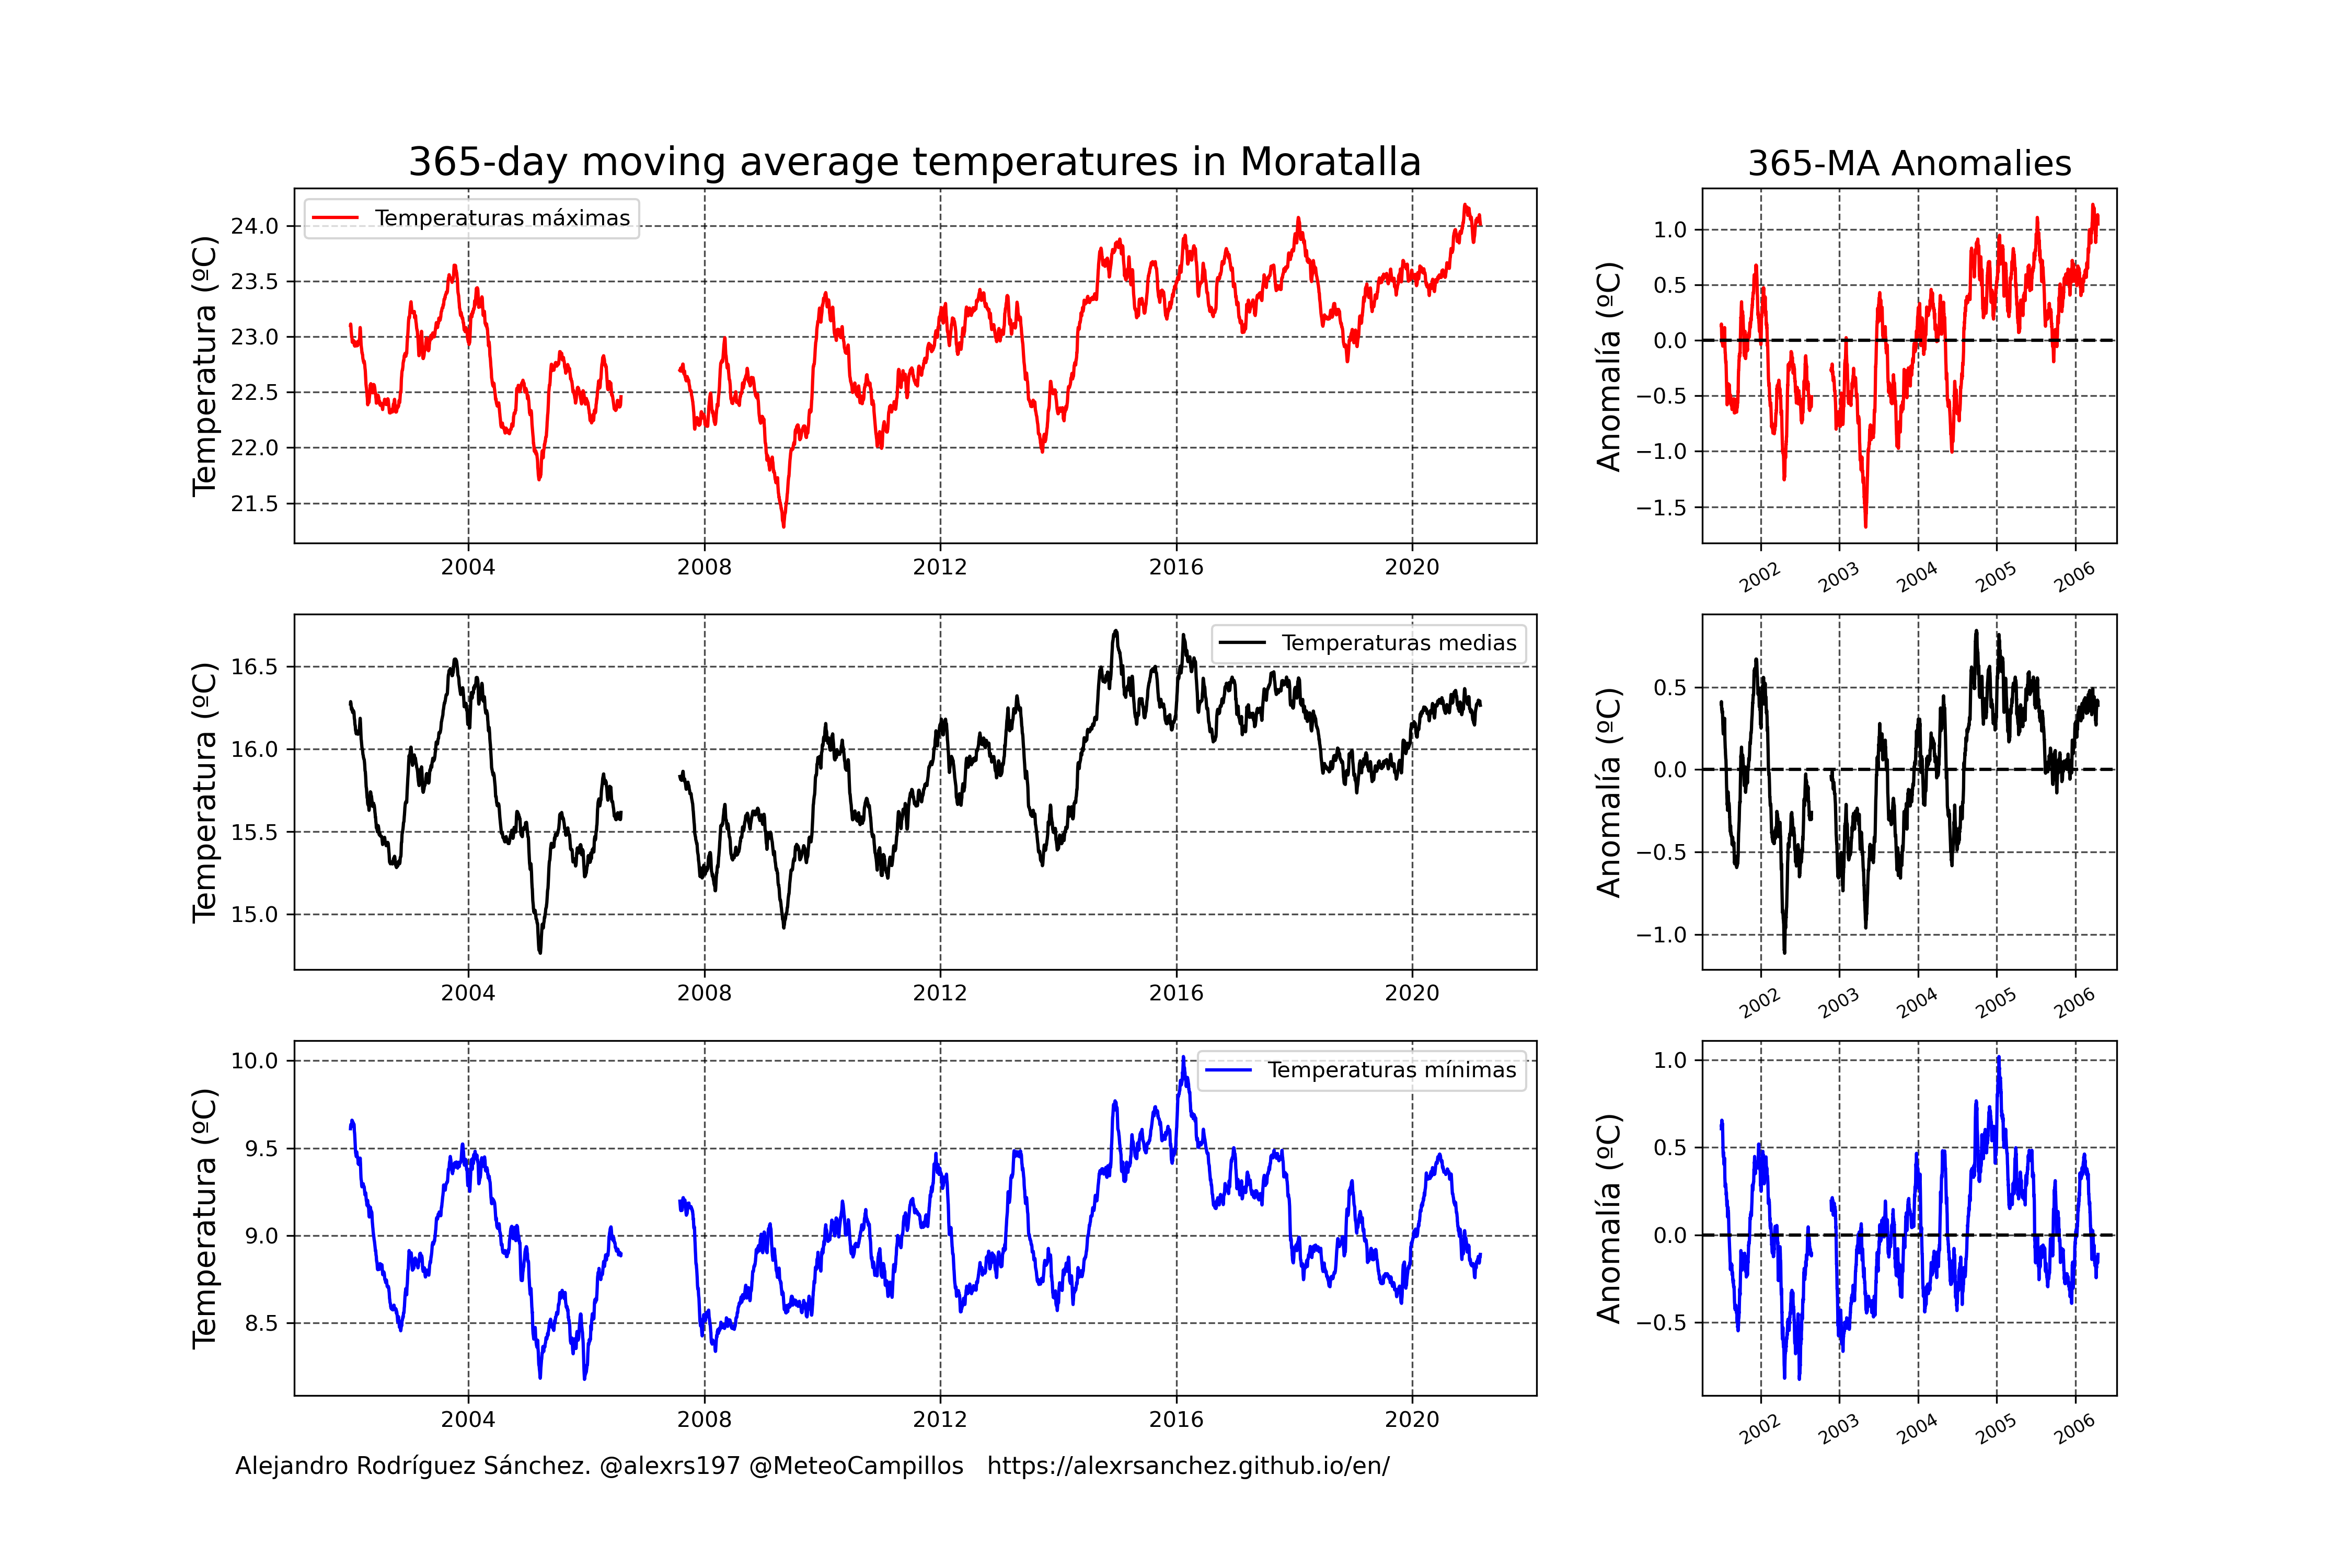 365-day moving average temperatures in Moratalla
365-MA Anomalies
Temperaturas máximas
Temperatura (ºC)
24.0
23.5
23.0
22.5
22.0
21.5
2004 2008 2012 2016 2020
Anomalía (ºC)
1.0
0.5
0.0
−0.5
−1.0
−1.5
2002 2003 2004 2005 2006
Temperaturas medias
Temperatura (ºC)
16.5
16.0
15.5
15.0
2004 2008 2012 2016 2020
Anomalía (ºC)
0.5
0.0
−0.5
−1.0
2002 2003 2004 2005 2006
Temperaturas mínimas
Temperatura (ºC)
10.0
9.5
9.0
8.5
2004 2008 2012 2016 2020
Anomalía (ºC)
1.0
0.5
0.0
−0.5
2002 2003 2004 2005 2006
Alejandro Rodríguez Sánchez. @alexrs197 @MeteoCampillos https://alexrsanchez.github.io/en/